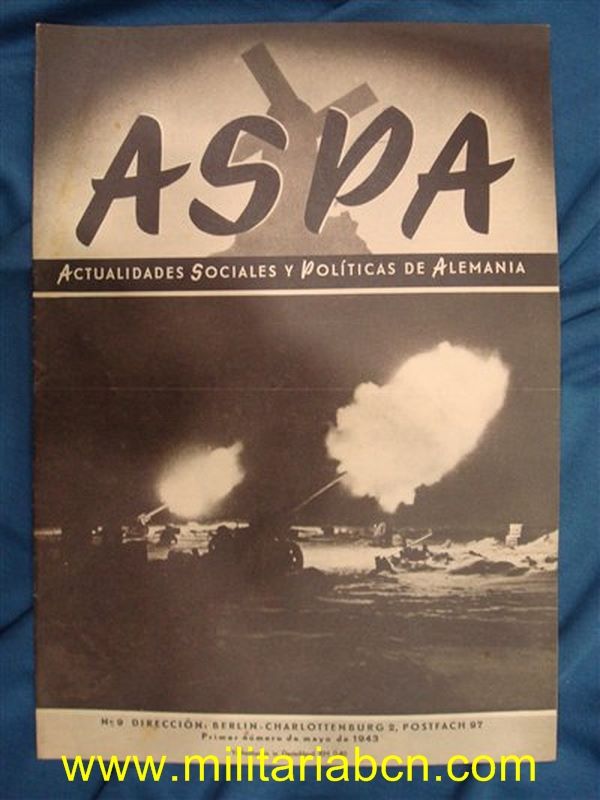 ASPA
ACTUALIDADES SOCIALES Y POLÍTICAS DE ALEMANIA
Nº 9 DIRECCIÓN: BERLIN-CHARLOTTENBURG 2, POSTFACH 97
Primer número de mayo de 1943
www.militariabcn.com